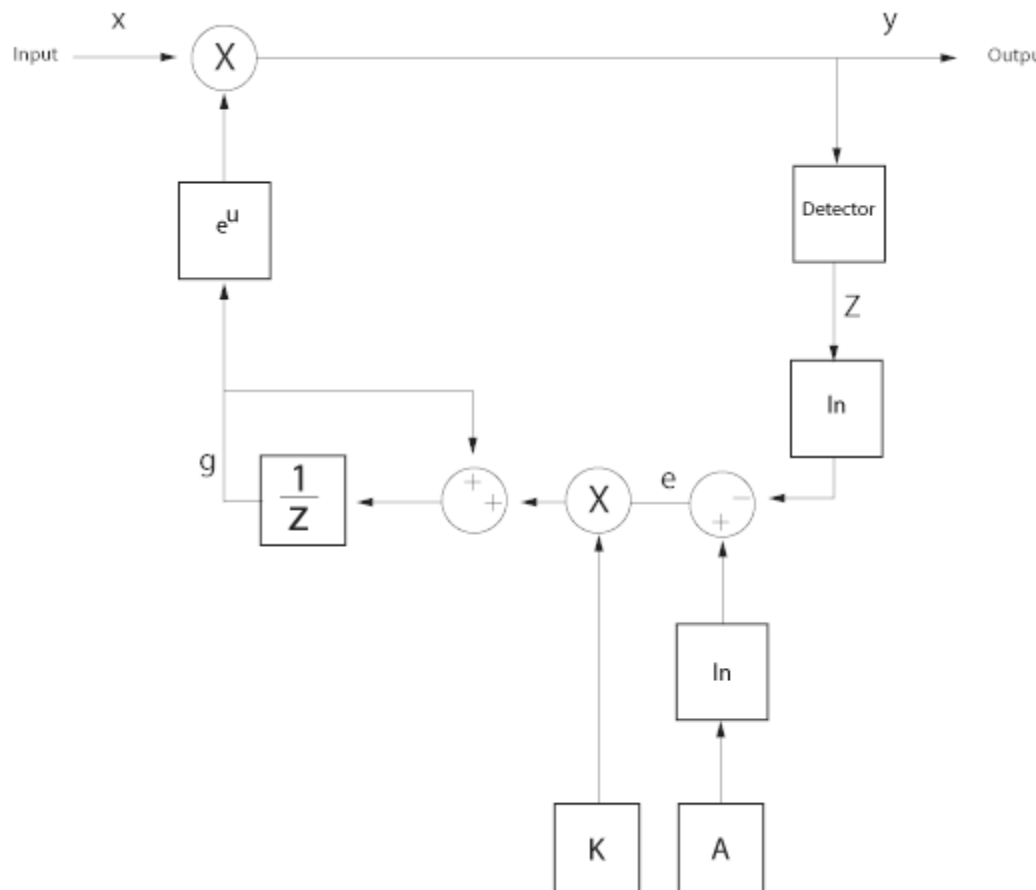 x
y
Input
X
Outpu
e^u
Detector
Z
ln
g
1
Z
+
+
X
e
−
+
ln
K
A